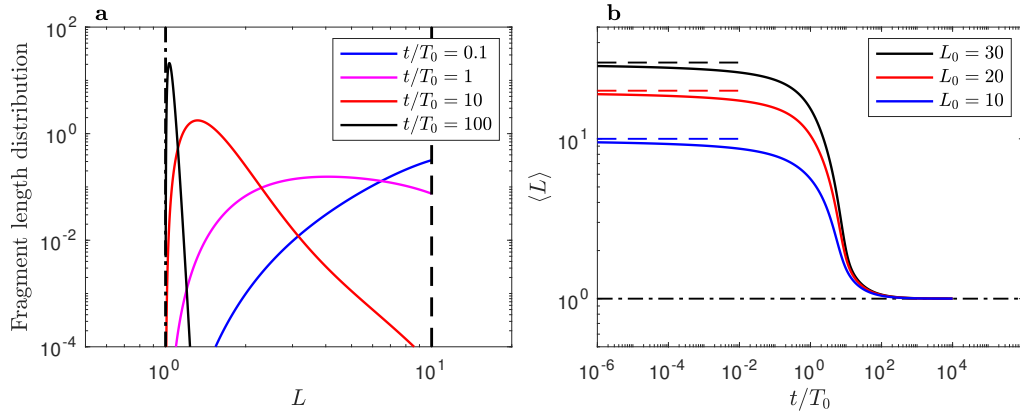 a
Fragment length distribution
10^2
10^1
10^0
10^-2
10^-4
t/T_0 = 0.1
t/T_0 = 1
t/T_0 = 10
t/T_0 = 100
10^0
10^1
L
b
⟨L⟩
10^1
10^0
L_0 = 30
L_0 = 20
L_0 = 10
10^-6
10^-4
10^-2
10^0
10^2
10^4
t/T_0